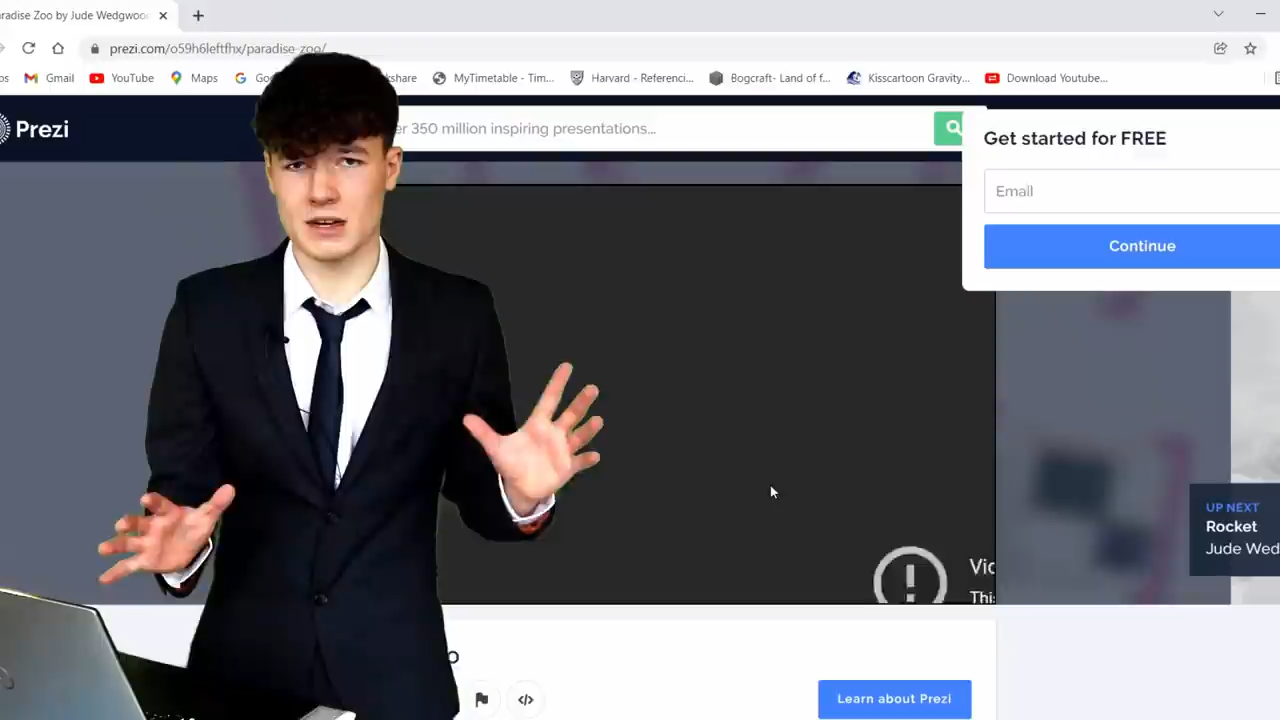 radise Zoo by Jude Wedgwoo
prezi.com/o59h6leftfhx/paradise-zoo/
Gmail
YouTube
Maps
MyTimetable - Tim...
Harvard - Referenci...
Bogcraft- Land of f...
Kisscartoon Gravity...
Download Youtube...
Prezi
350 million inspiring presentations...
Get started for FREE
Email
Continue
UP NEXT
Rocket
Jude Wed
Learn about Prezi